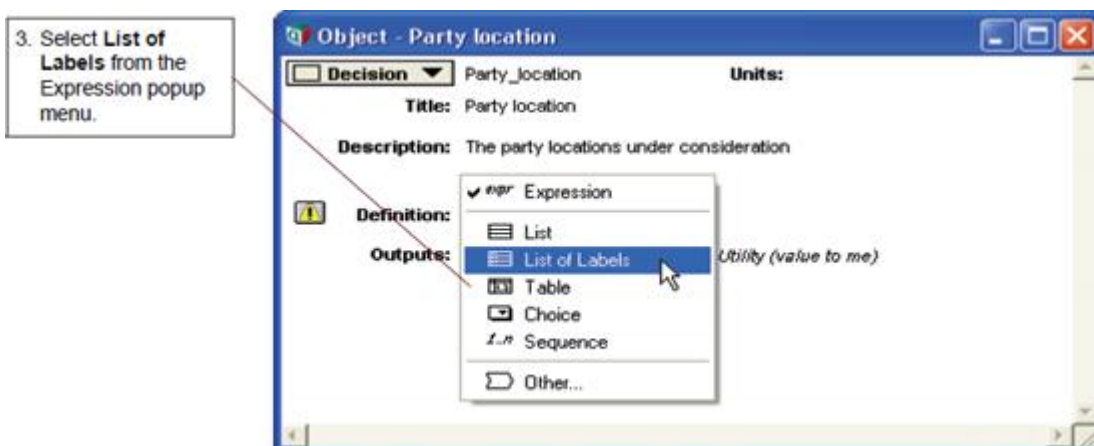 3. Select List of
Labels from the
Expression popup
menu.
Object - Party location
Decision Party_location Units:
Title: Party location
Description: The party locations under consideration
expr Expression
Definition:
List
Outputs: List of Labels Utility (value to me)
Table
Choice
1..n Sequence
Other...